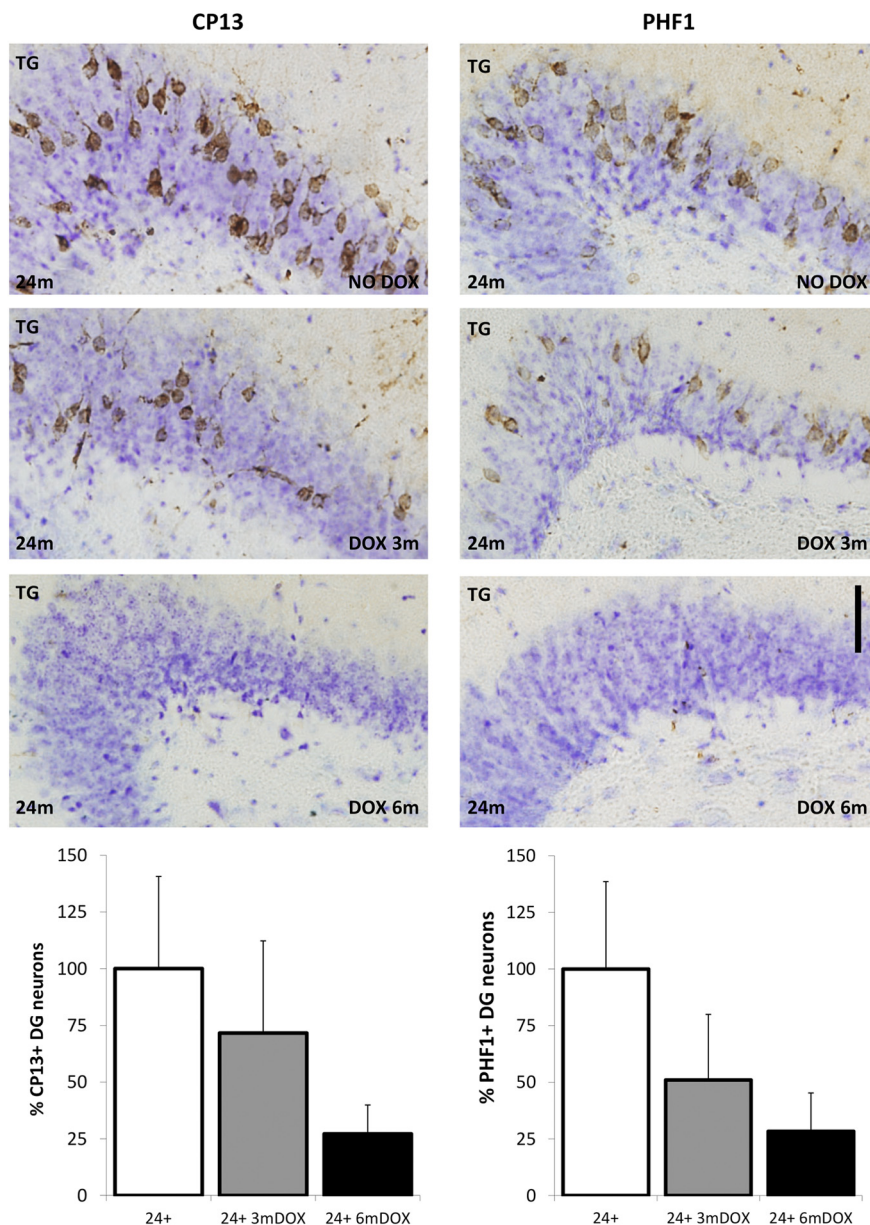 CP13
PHF1
TG
24m
NO DOX
TG
24m
NO DOX
TG
24m
DOX 3m
TG
24m
DOX 3m
TG
24m
DOX 6m
TG
24m
DOX 6m
% CP13+ DG neurons
150
125
100
75
50
25
0
24+
24+ 3mDOX
24+ 6mDOX
% PHF1+ DG neurons
150
125
100
75
50
25
0
24+
24+ 3mDOX
24+ 6mDOX